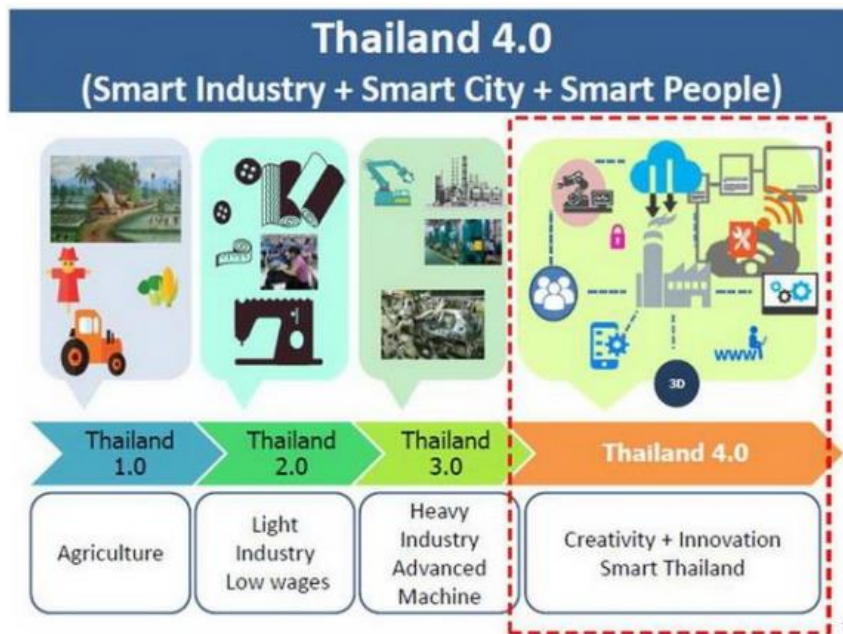 Thailand 4.0
(Smart Industry + Smart City + Smart People)
3D
www
Thailand
1.0
Thailand
2.0
Thailand
3.0
Thailand 4.0
Agriculture
Light
Industry
Low wages
Heavy
Industry
Advanced
Machine
Creativity + Innovation
Smart Thailand